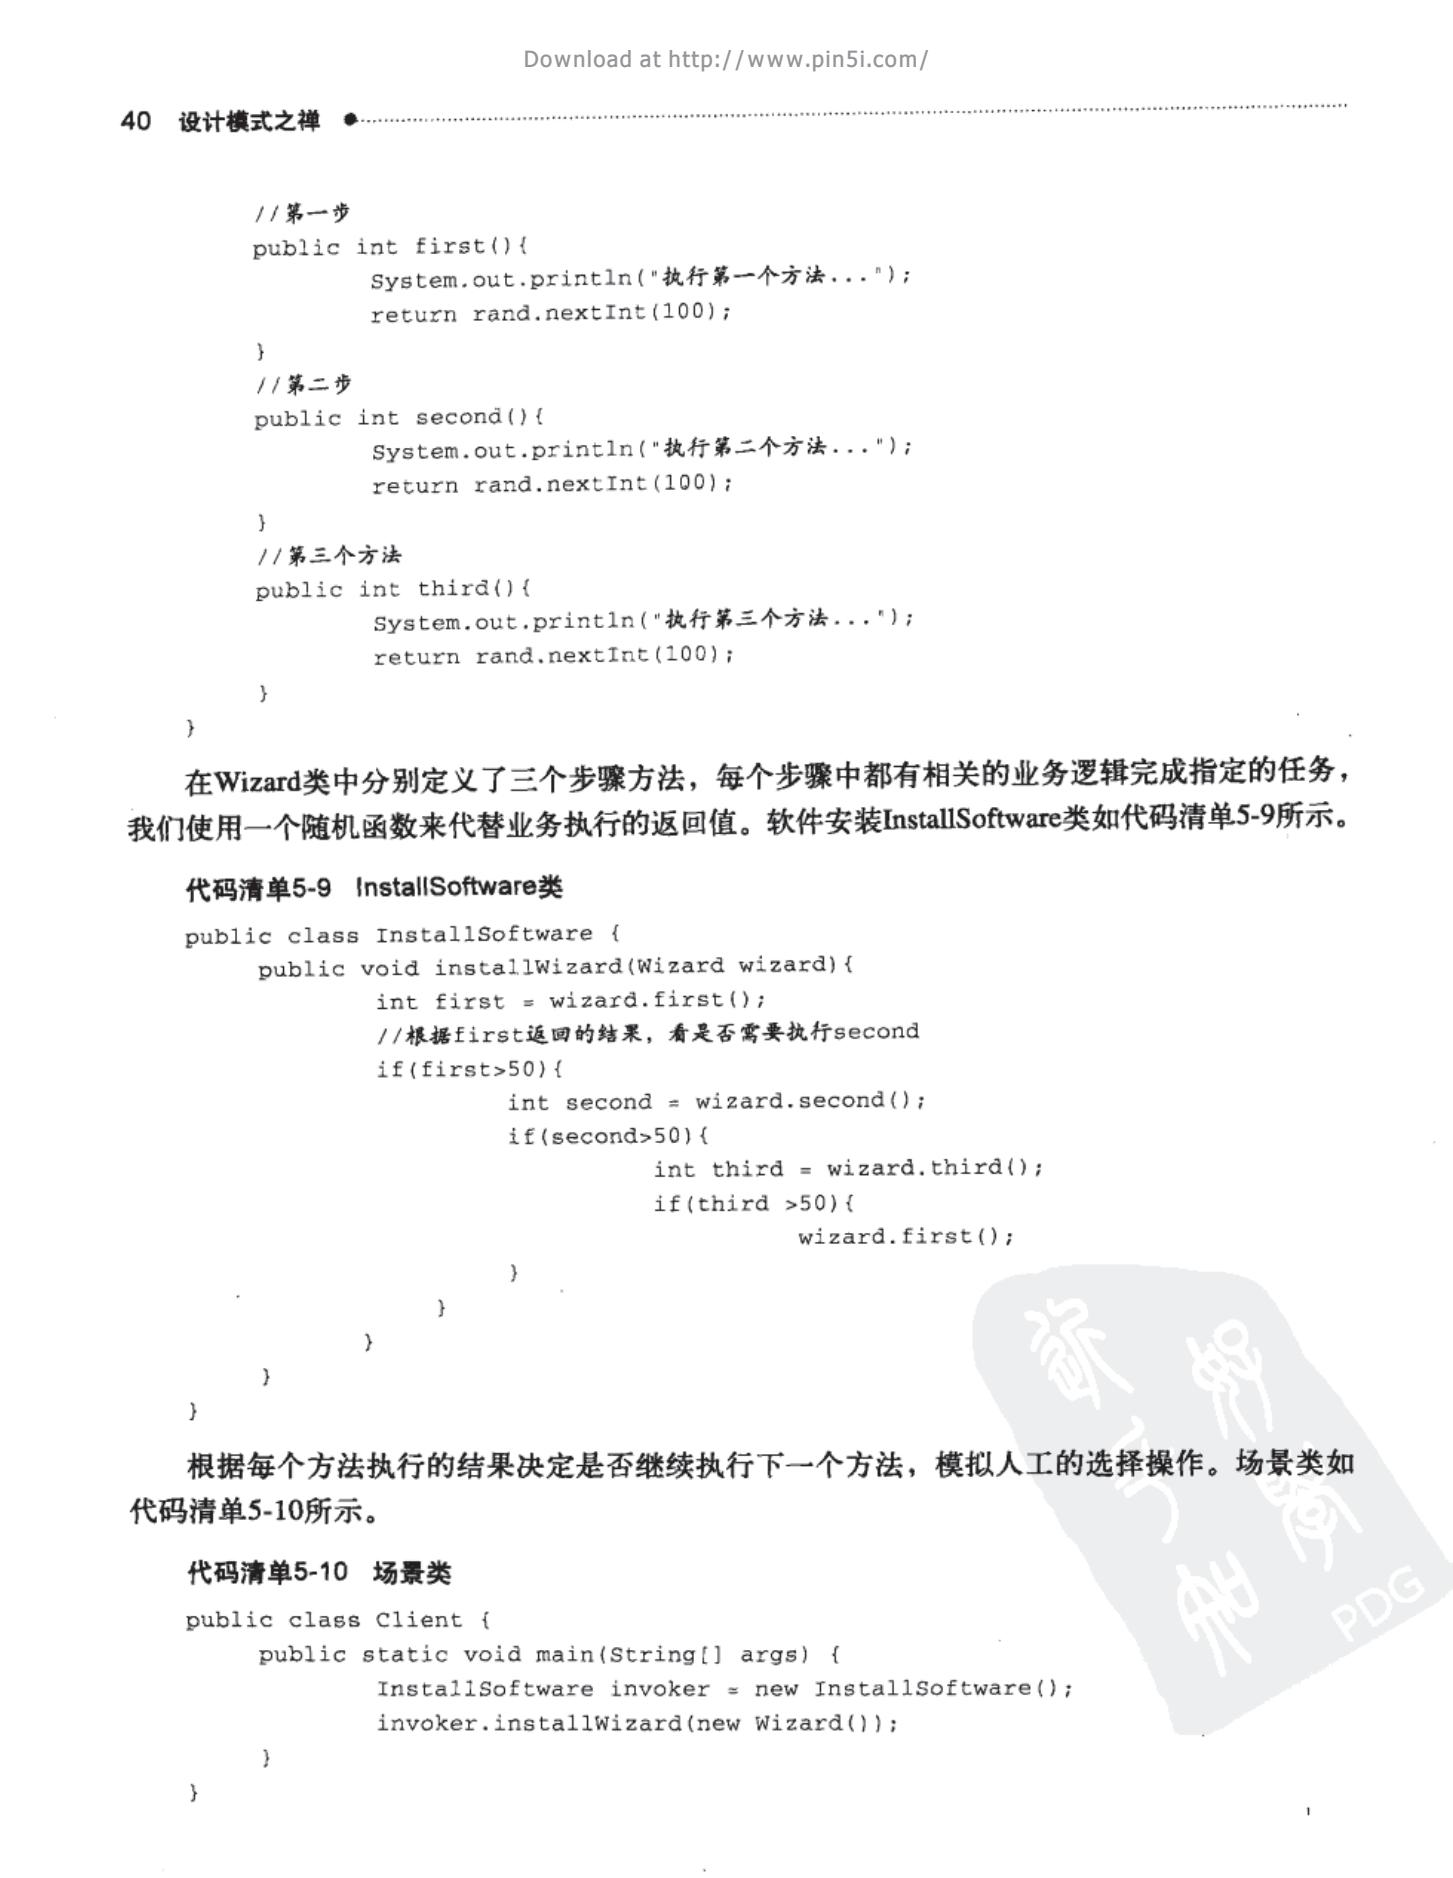 Download at http://www.pin5i.com/
40 设计模式之禅
//第一步
public int first(){
System.out.println("执行第一个方法...");
return rand.nextInt(100);
}
//第二步
public int second(){
System.out.println("执行第二个方法...");
return rand.nextInt(100);
}
//第三个方法
public int third(){
System.out.println("执行第三个方法...");
return rand.nextInt(100);
}
}
在Wizard类中分别定义了三个步骤方法，每个步骤中都有相关的业务逻辑完成指定的任务，
我们使用一个随机函数来代替业务执行的返回值。软件安装InstallSoftware类如代码清单5-9所示。
代码清单5-9 InstallSoftware类
public class InstallSoftware {
public void installWizard(Wizard wizard){
int first = wizard.first();
//根据first返回的结果，看是否需要执行second
if(first>50){
int second = wizard.second();
if(second>50){
int third = wizard.third();
if(third >50){
wizard.first();
}
}
}
}
}
根据每个方法执行的结果决定是否继续执行下一个方法，模拟人工的选择操作。场景类如
代码清单5-10所示。
代码清单5-10 场景类
public class Client {
public static void main(String[] args) {
InstallSoftware invoker = new InstallSoftware();
invoker.installWizard(new Wizard());
}
}
PDG